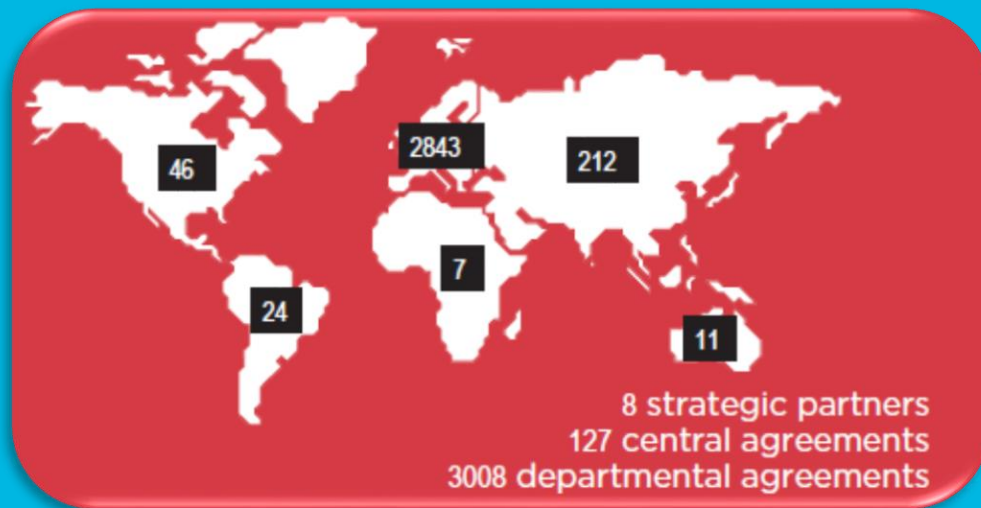 2843
46
212
7
24
11
8 strategic partners
127 central agreements
3008 departmental agreements